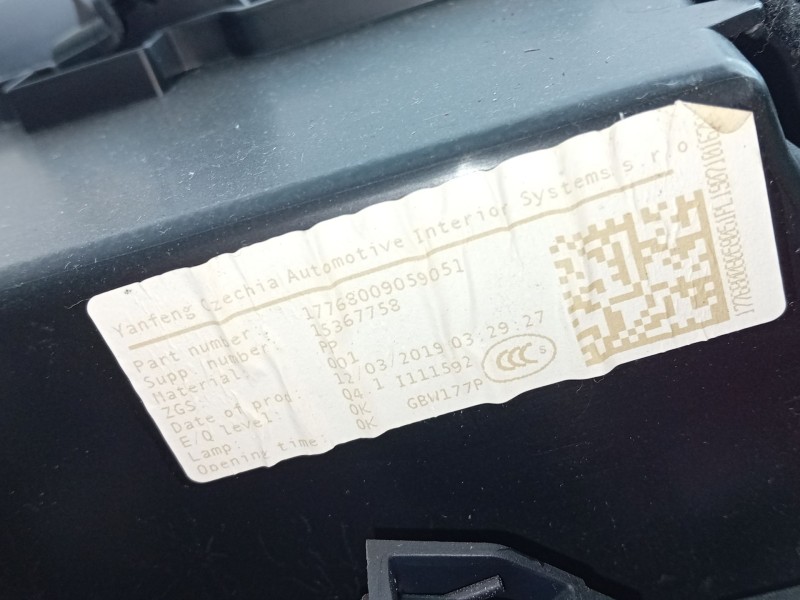 Yanfeng Czechia Automotive Interior Systems s.r.o
Part number: 17768009059051
Supp number: 15367758
Material: PP
ZGS: 001
Date of prod: 12/03/2019 03:29:27
E/Q level: Q4 1 I111592
Lamp: OK GBW177P
Opening time: OK
CCC S